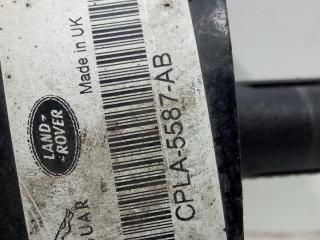 LAND-
ROVER
Made in UK
UAR
CPLA-5587-AB